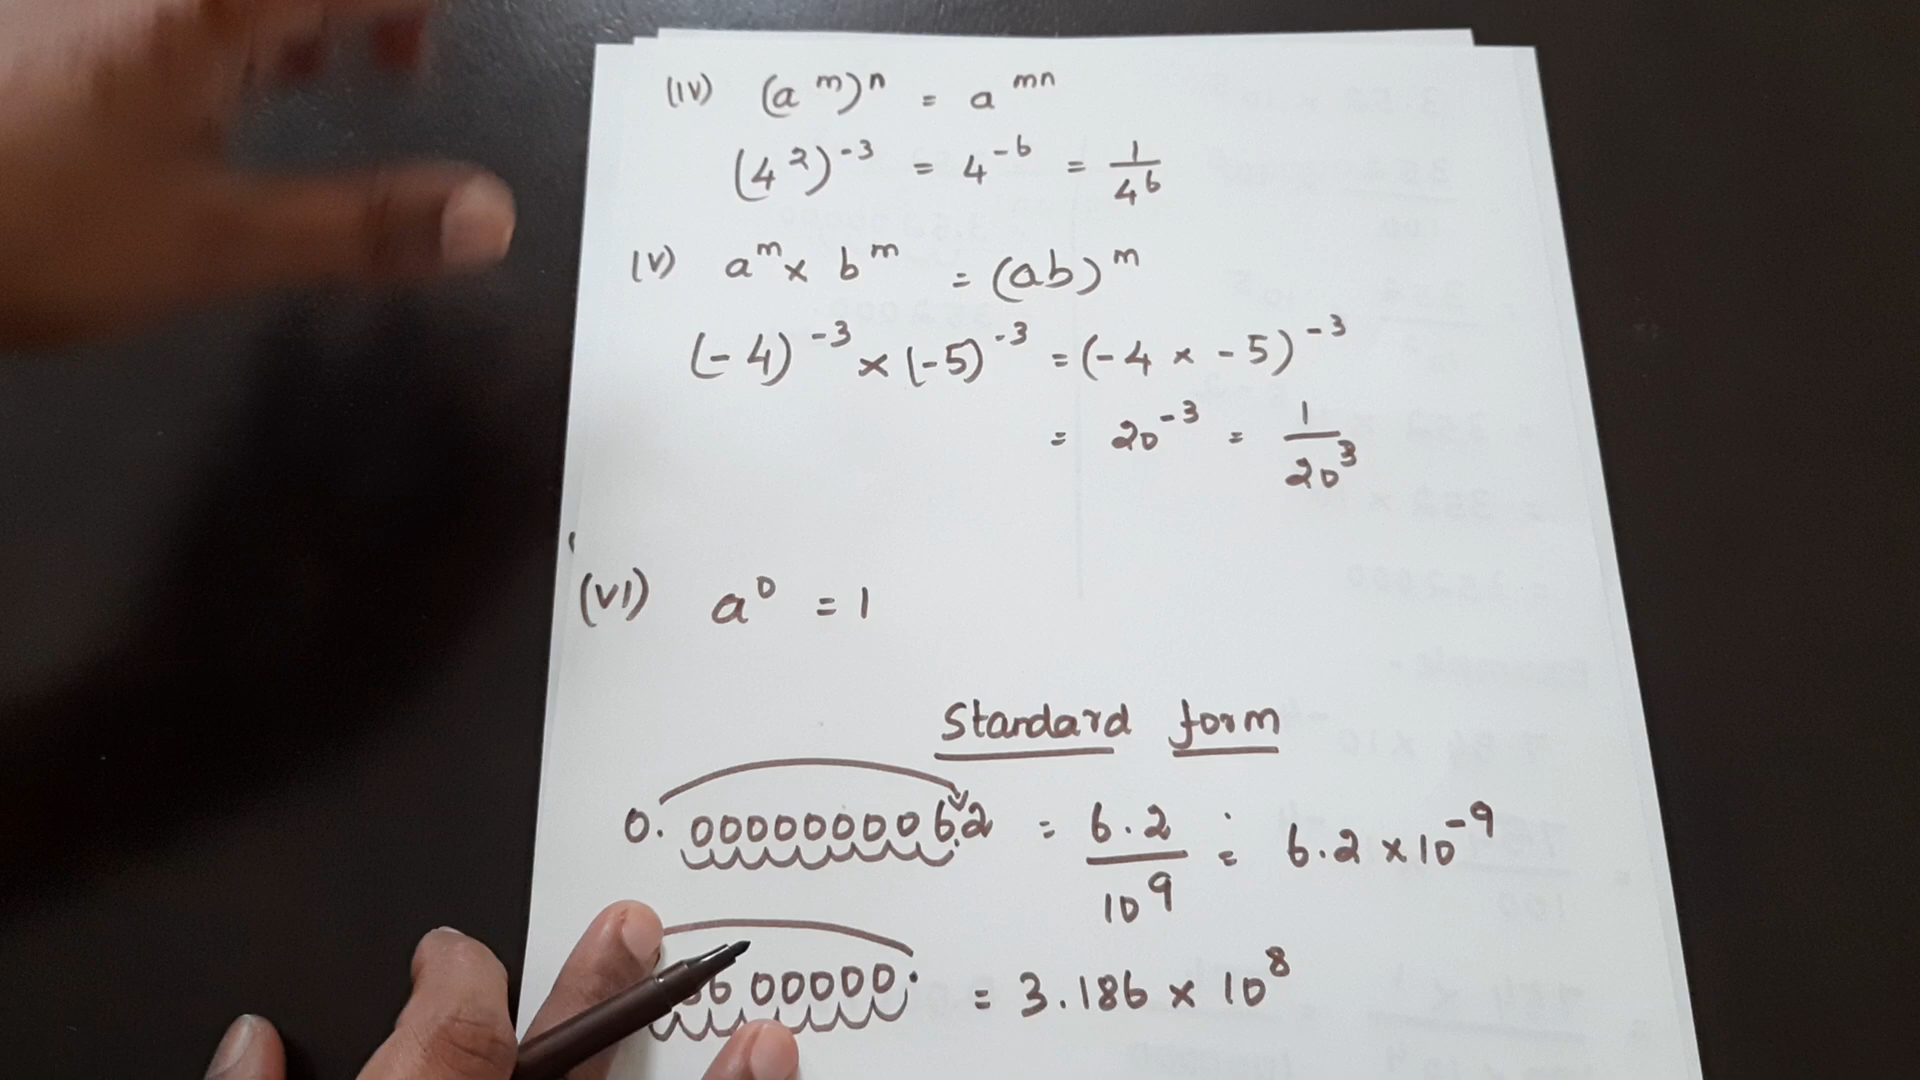 (iv) (a^m)^n = a^mn
(4^2)^-3 = 4^-6 = 1/4^6
(v) a^m x b^m = (ab)^m
(-4)^-3 x (-5)^-3 = (-4 x -5)^-3
= 20^-3 = 1/20^3
(vi) a^0 = 1
Standard form
0.0000000062 = 6.2/10^9 = 6.2 x 10^-9
600000. = 3.186 x 10^8